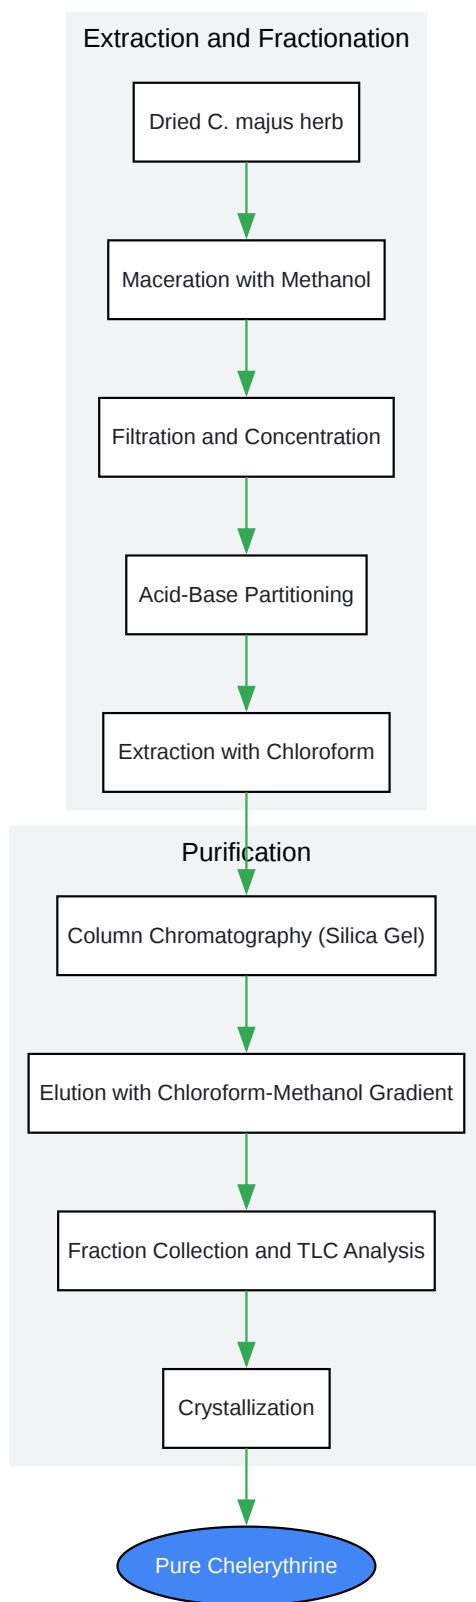 Extraction and Fractionation
Dried C. majus herb
Maceration with Methanol
Filtration and Concentration
Acid-Base Partitioning
Extraction with Chloroform
Purification
Column Chromatography (Silica Gel)
Elution with Chloroform-Methanol Gradient
Fraction Collection and TLC Analysis
Crystallization
Pure Chelerythrine